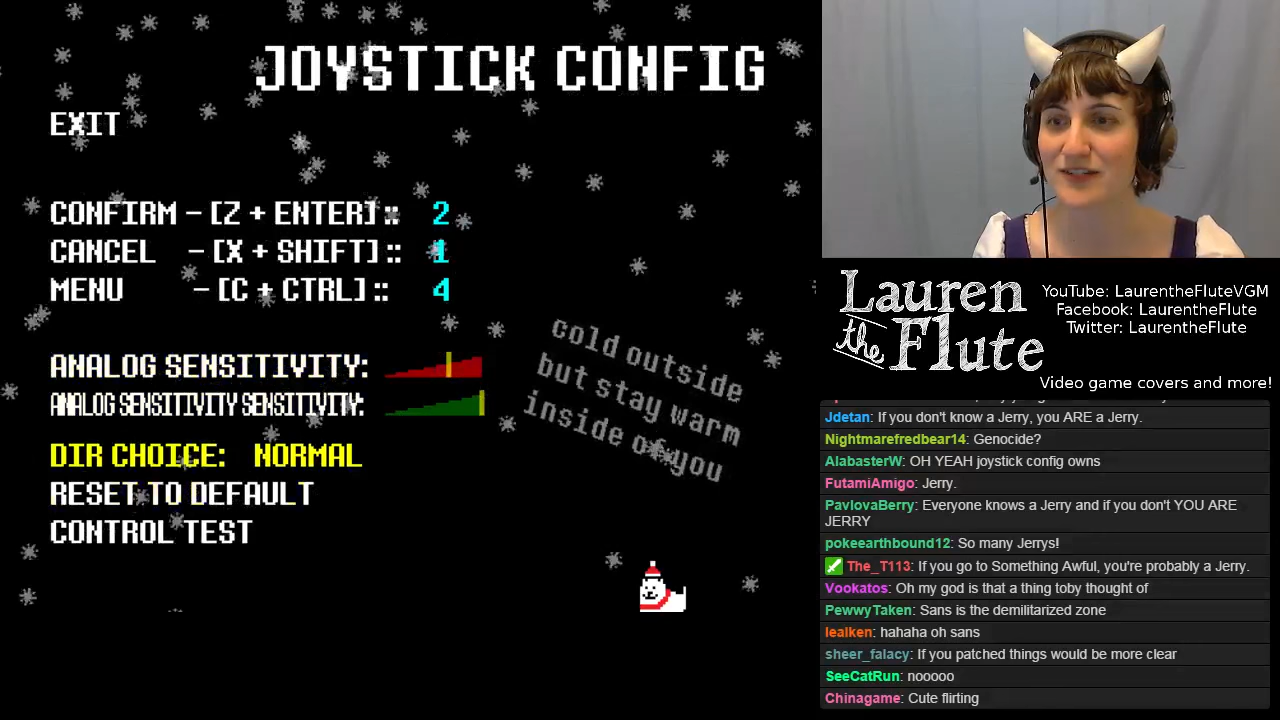 JOYSTICK CONFIG
EXIT
CONFIRM - [Z + ENTER] :: 2
CANCEL - [X + SHIFT] :: 1
MENU - [C + CTRL] :: 4
ANALOG SENSITIVITY:
ANALOG SENSITIVITY SENSITIVITY:
DIR CHOICE: NORMAL
RESET TO DEFAULT
CONTROL TEST
cold outside
but stay warm
inside of you
Lauren
the Flute
YouTube: LaurentheFluteVGM
Facebook: LaurentheFlute
Twitter: LaurentheFlute
Video game covers and more!
Jdetan: If you don't know a Jerry, you ARE a Jerry.
Nightmarefredbear14: Genocide?
AlabasterW: OH YEAH joystick config owns
FutamiAmigo: Jerry.
PavlovaBerry: Everyone knows a Jerry and if you don't YOU ARE
JERRY
pokeearthbound12: So many Jerrys!
The_T113: If you go to Something Awful, you're probably a Jerry.
Vookatos: Oh my god is that a thing toby thought of
PewwyTaken: Sans is the demilitarized zone
lealken: hahaha oh sans
sheer_falacy: If you patched things would be more clear
SeeCatRun: nooooo
Chinagame: Cute flirting